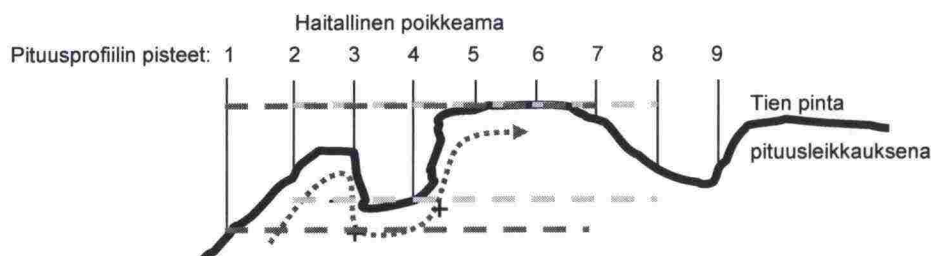 Haitallinen poikkeama
Pituusprofiilin pisteet: 1 2 3 4 5 6 7 8 9
Tien pinta
pituusleikkauksena